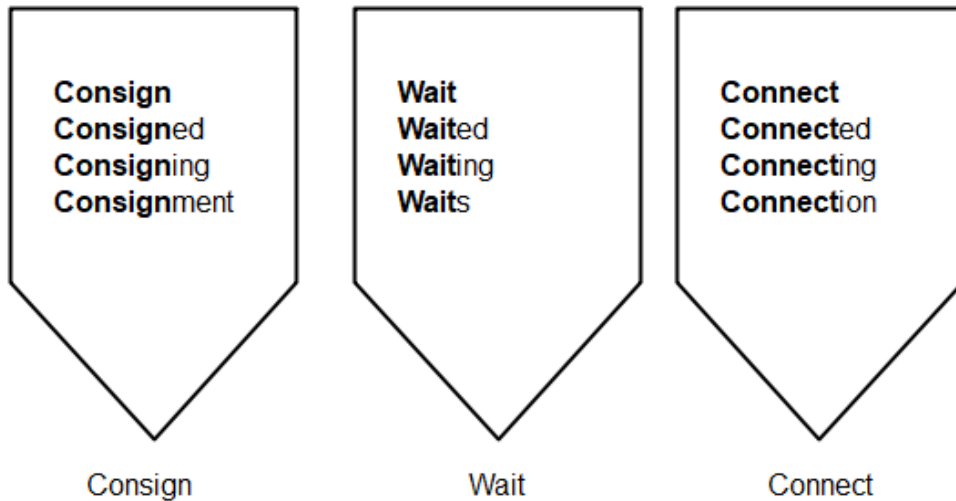 Consign
Consigned
Consigning
Consignment
Consign
Wait
Waited
Waiting
Waits
Wait
Connect
Connected
Connecting
Connection
Connect